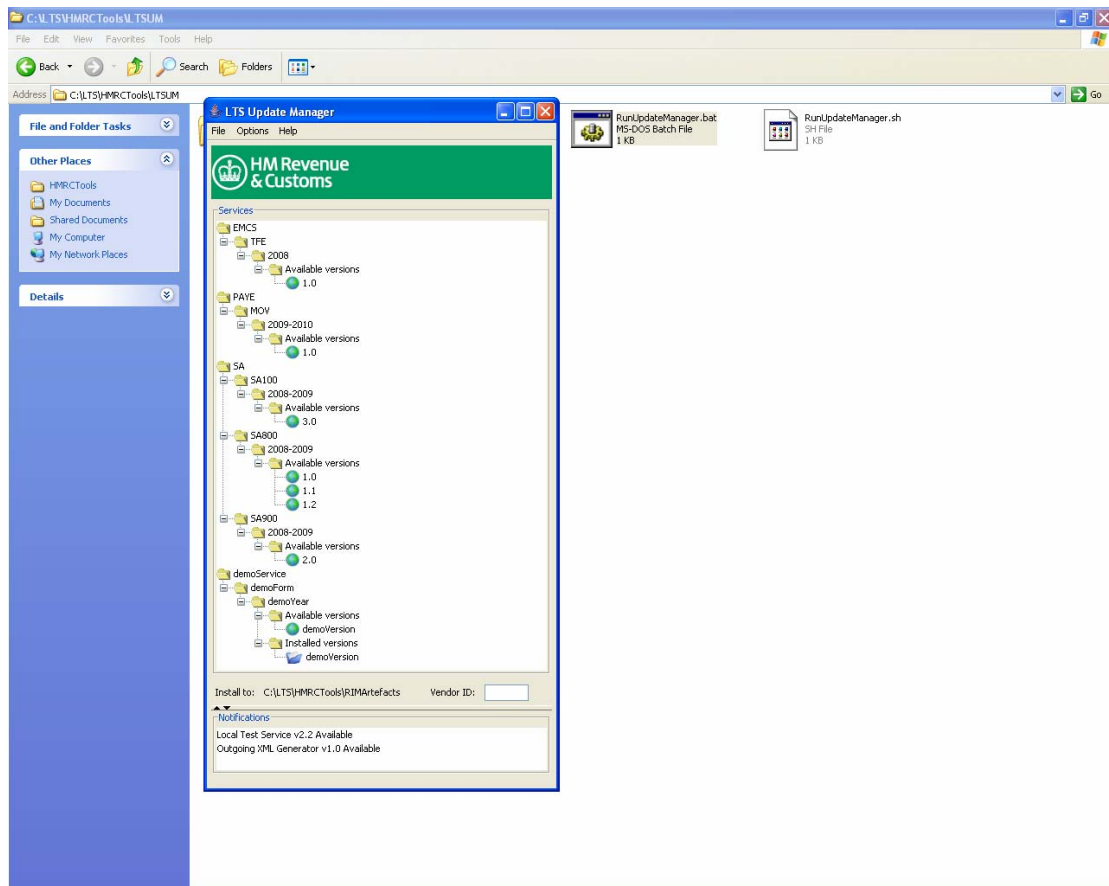 C:\LTS\HMRCTools\LTSUM
File Edit View Favorites Tools Help
Back Search Folders
Address C:\LTS\HMRCTools\LTSUM Go
File and Folder Tasks
Other Places
HMRCTools
My Documents
Shared Documents
My Computer
My Network Places
Details
LTS Update Manager
File Options Help
HM Revenue
& Customs
Services
EMCS
TFE
2008
Available versions
1.0
PAYE
MOV
2009-2010
Available versions
1.0
SA
SA100
2008-2009
Available versions
3.0
SA800
2008-2009
Available versions
1.0
1.1
1.2
SA900
2008-2009
Available versions
2.0
demoService
demoForm
demoYear
Available versions
demoVersion
Installed versions
demoVersion
Install to: C:\LTS\HMRCTools\RIMArtefacts Vendor ID:
Notifications
Local Test Service v2.2 Available
Outgoing XML Generator v1.0 Available
RunUpdateManager.bat
MS-DOS Batch File
1 KB
RunUpdateManager.sh
SH File
1 KB